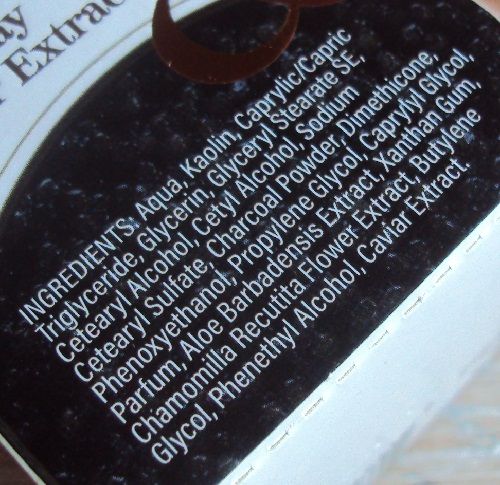 Extrac
INGREDIENTS: Aqua, Kaolin, Caprylic/Capric
Triglyceride, Glycerin, Glyceryl Stearate SE,
Cetearyl Alcohol, Cetyl Alcohol, Sodium
Cetearyl Sulfate, Charcoal Powder, Dimethicone,
Phenoxyethanol, Propylene Glycol, Caprylyl Glycol,
Parfum, Aloe Barbadensis Extract, Xanthan Gum,
Chamomilla Recutita Flower Extract, Butylene
Glycol, Phenethyl Alcohol, Caviar Extract